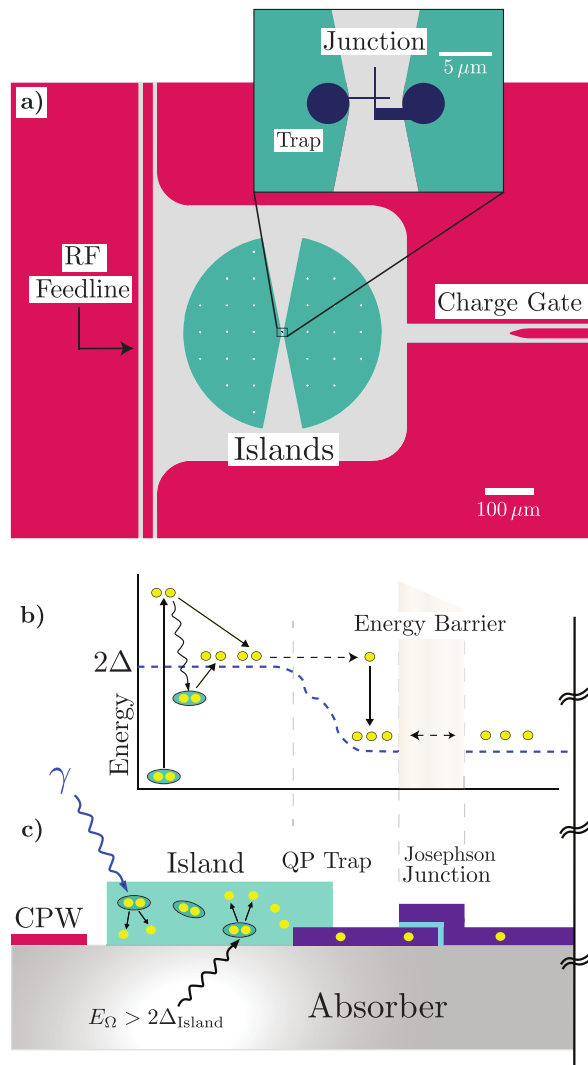 a)
Junction
5 μm
Trap
RF
Feedline
Charge Gate
Islands
100 μm
b)
Energy Barrier
2Δ
Energy
γ
c)
Island
QP Trap
Josephson
Junction
CPW
E_Ω > 2Δ_Island
Absorber